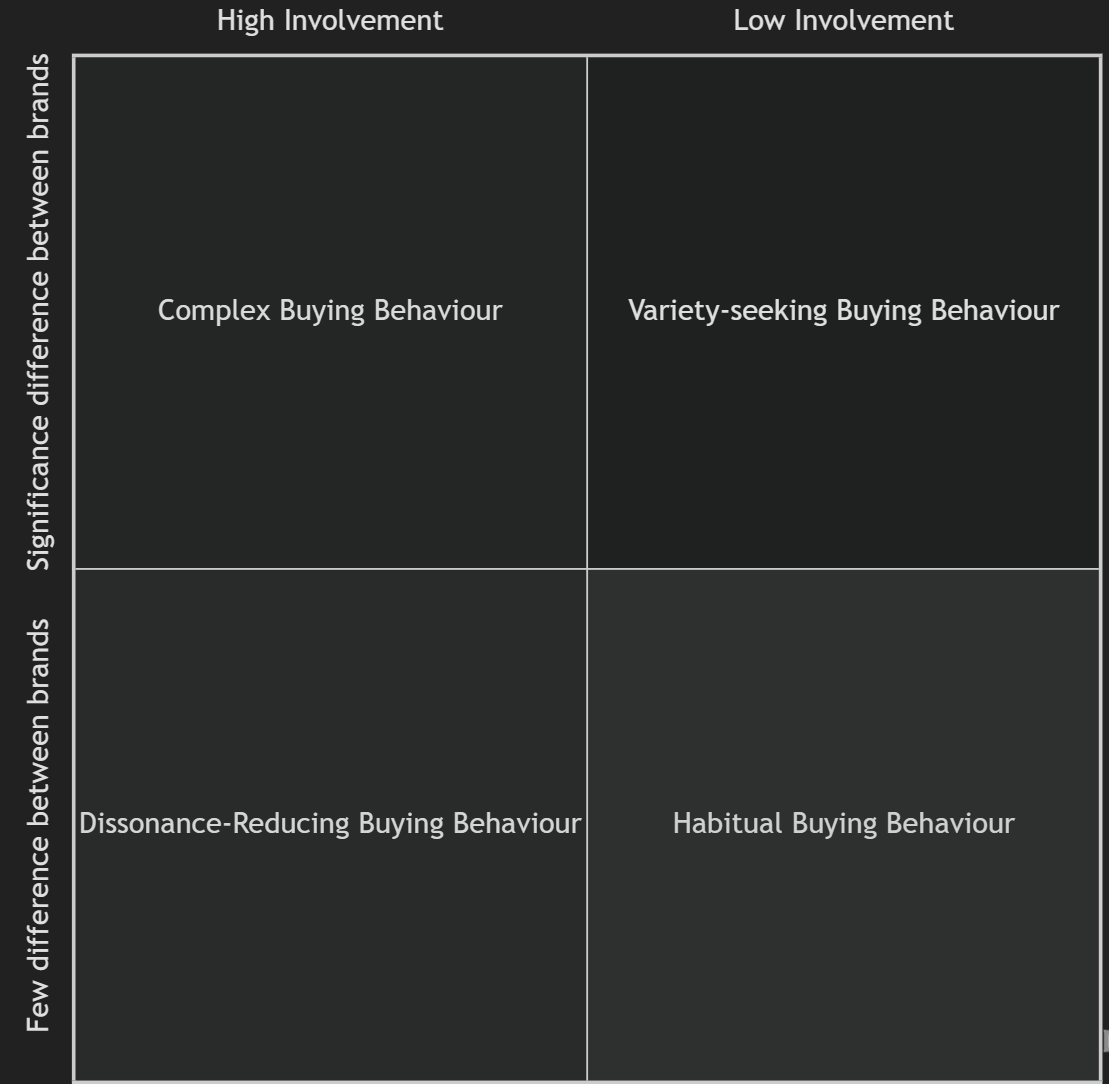 High Involvement
Low Involvement
Significance difference between brands
Complex Buying Behaviour
Variety-seeking Buying Behaviour
Few difference between brands
Dissonance-Reducing Buying Behaviour
Habitual Buying Behaviour